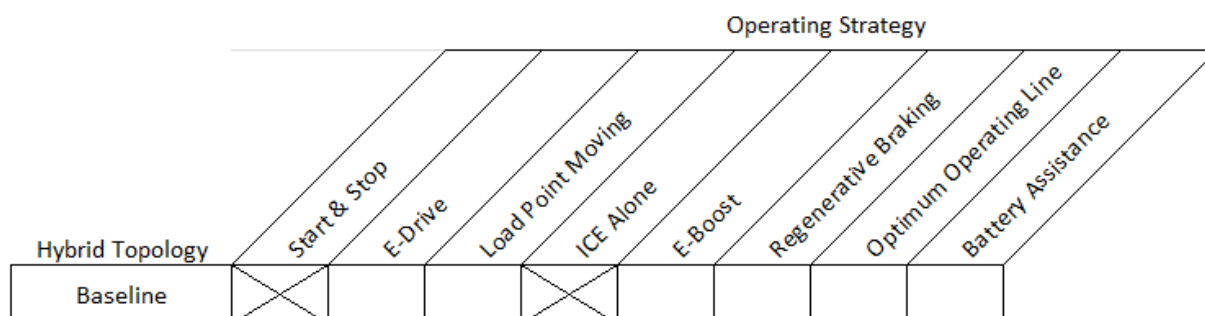 Operating Strategy
Start & Stop
E-Drive
Load Point Moving
ICE Alone
E-Boost
Regenerative Braking
Optimum Operating Line
Battery Assistance
Hybrid Topology
Baseline